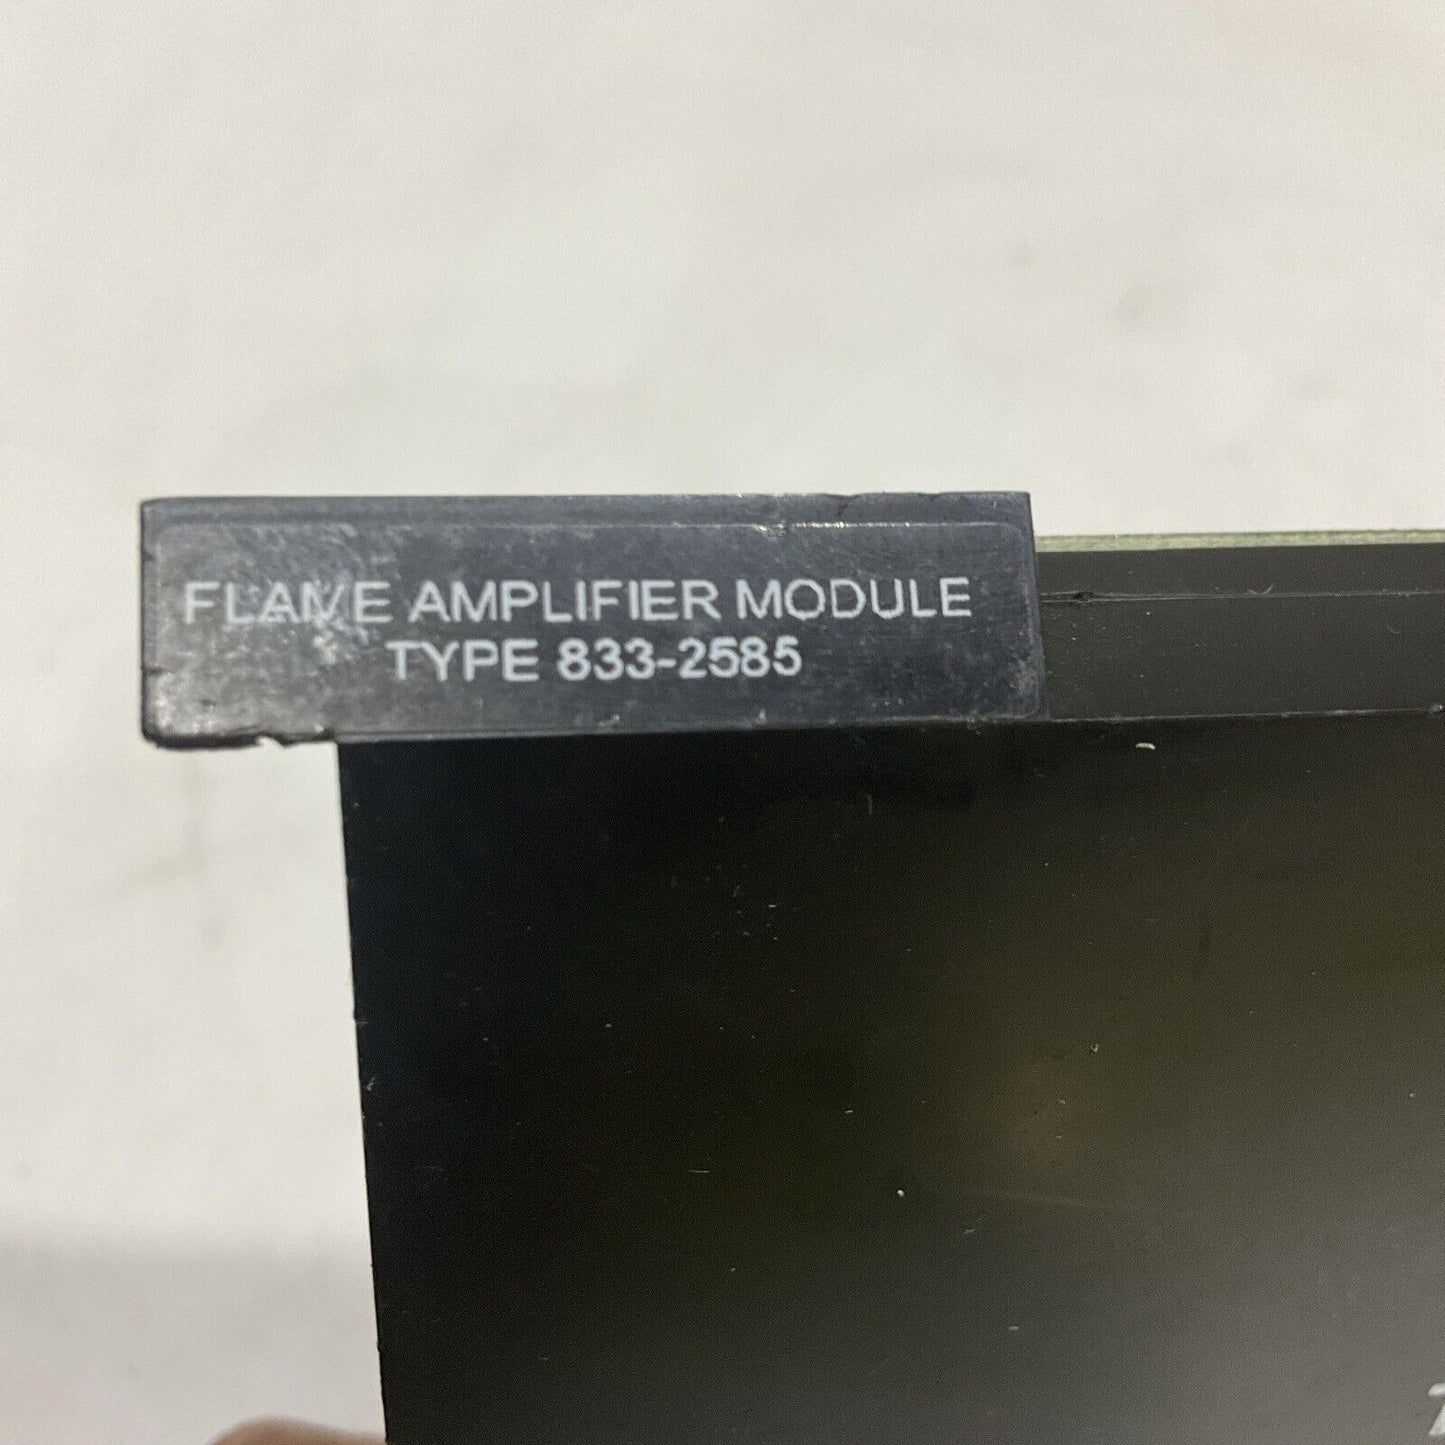 FLAME AMPLIFIER MODULE
TYPE 833-2585